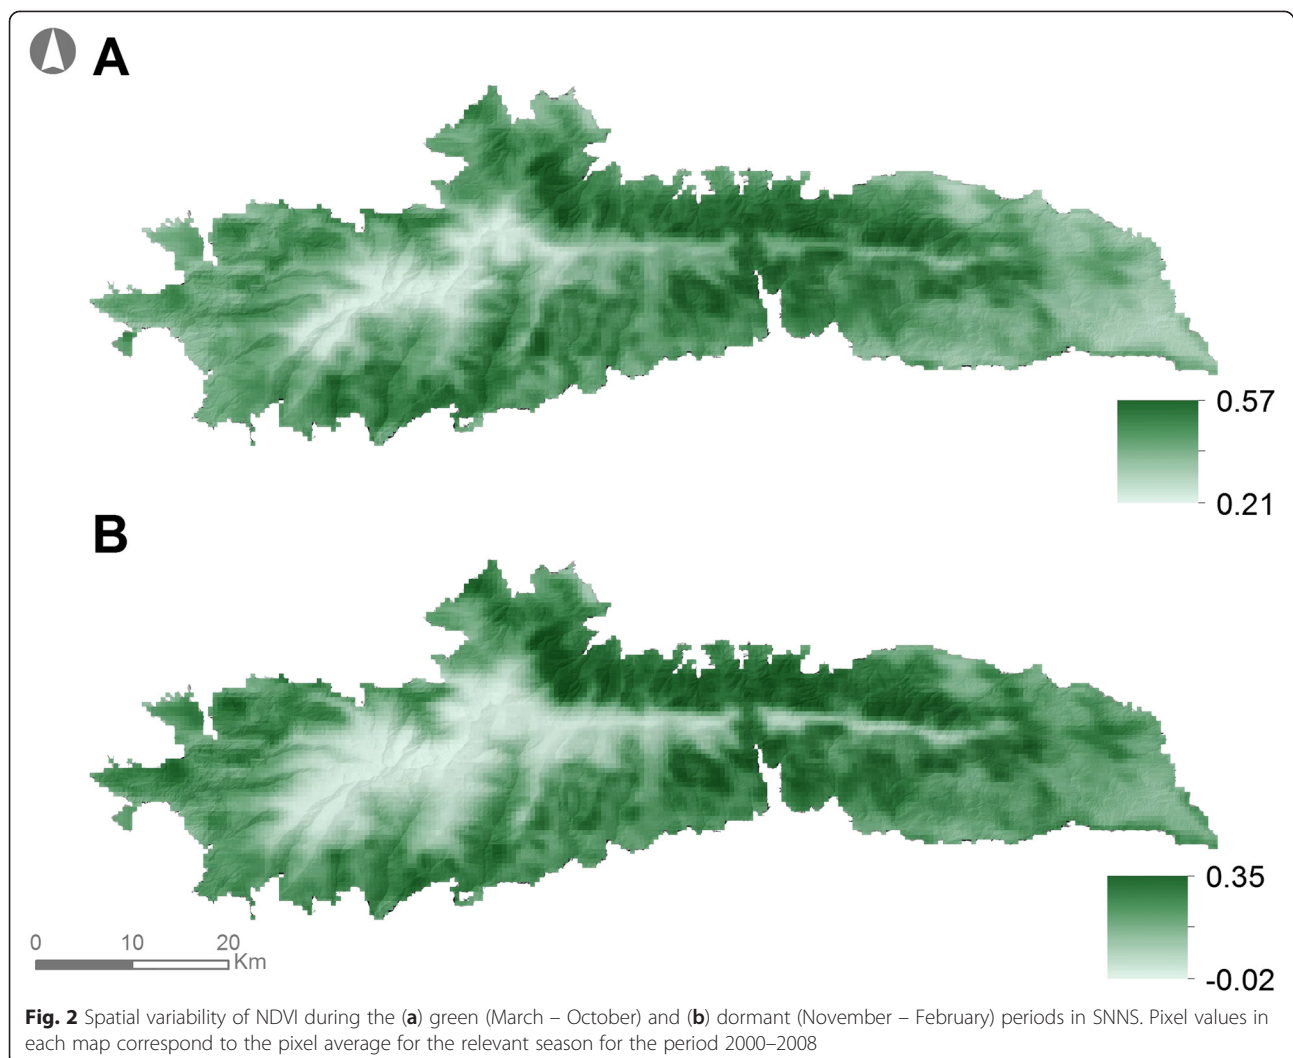 A
0.57
0.21
B
0.35
-0.02
0 10 20
Km
Fig. 2 Spatial variability of NDVI during the (a) green (March – October) and (b) dormant (November – February) periods in SNNS. Pixel values in
each map correspond to the pixel average for the relevant season for the period 2000–2008